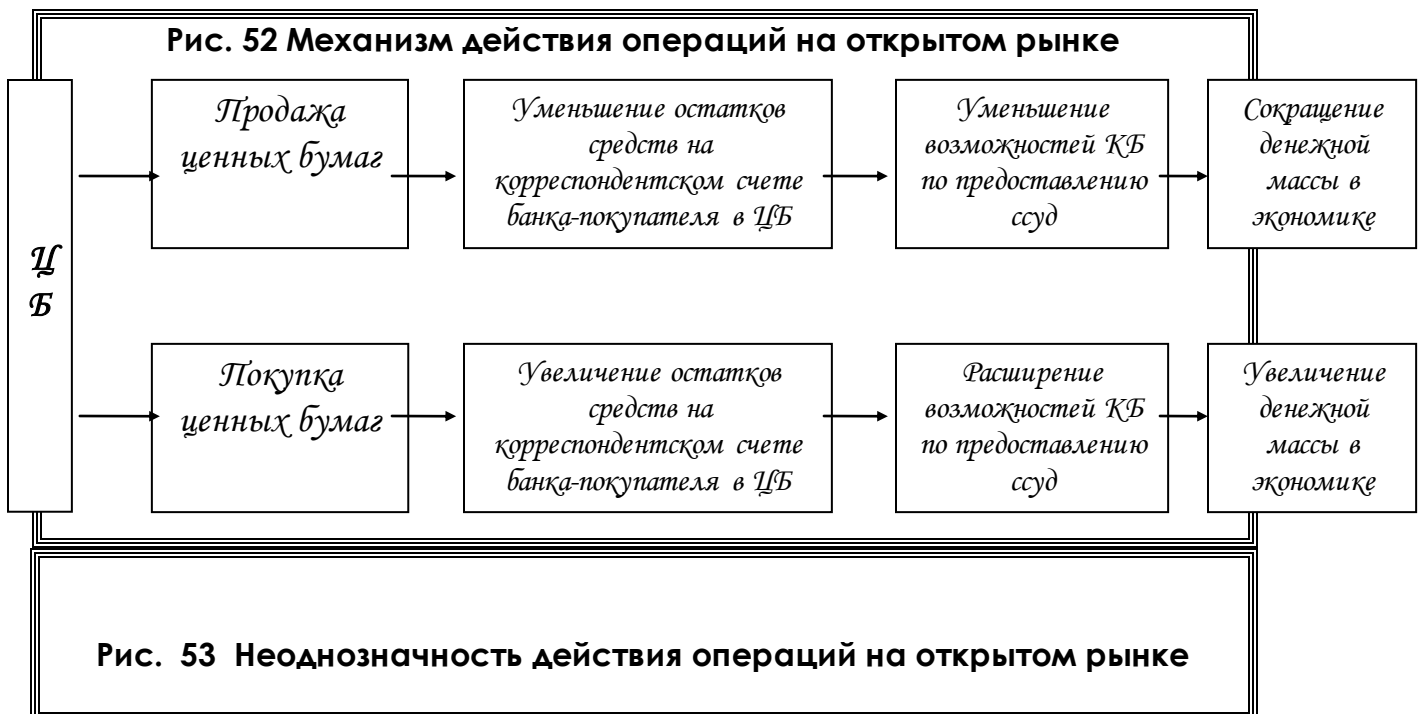 Рис. 52 Механизм действия операций на открытом рынке
Ц
Б
Продажа
ценных бумаг
Уменьшение остатков
средств на
корреспондентском счете
банка-покупателя в ЦБ
Уменьшение
возможностей КБ
по предоставлению
ссуд
Сокращение
денежной
массы в
экономике
Покупка
ценных бумаг
Увеличение остатков
средств на
корреспондентском счете
банка-покупателя в ЦБ
Расширение
возможностей КБ
по предоставлению
ссуд
Увеличение
денежной
массы в
экономике
Рис. 53 Неоднозначность действия операций на открытом рынке